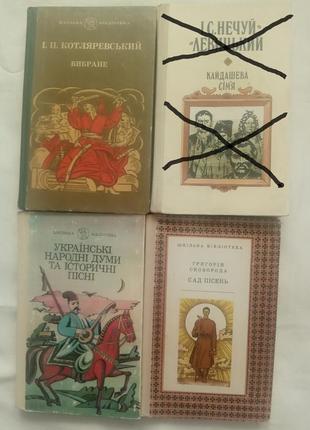 ШКІЛЬНА БІБЛІОТЕКА
І. П. КОТЛЯРЕВСЬКИЙ
ВИБРАНЕ
І.С. НЕЧУЙ-
ЛЕВИЦЬКИЙ
КАЙДАШЕВА
СІМ'Я
ШКІЛЬНА БІБЛІОТЕКА
УКРАЇНСЬКІ
НАРОДНІ ДУМИ
ТА ІСТОРИЧНІ
ПІСНІ
ШКІЛЬНА БІБЛІОТЕКА
ГРИГОРІЙ
СКОВОРОДА
САД ПІСЕНЬ